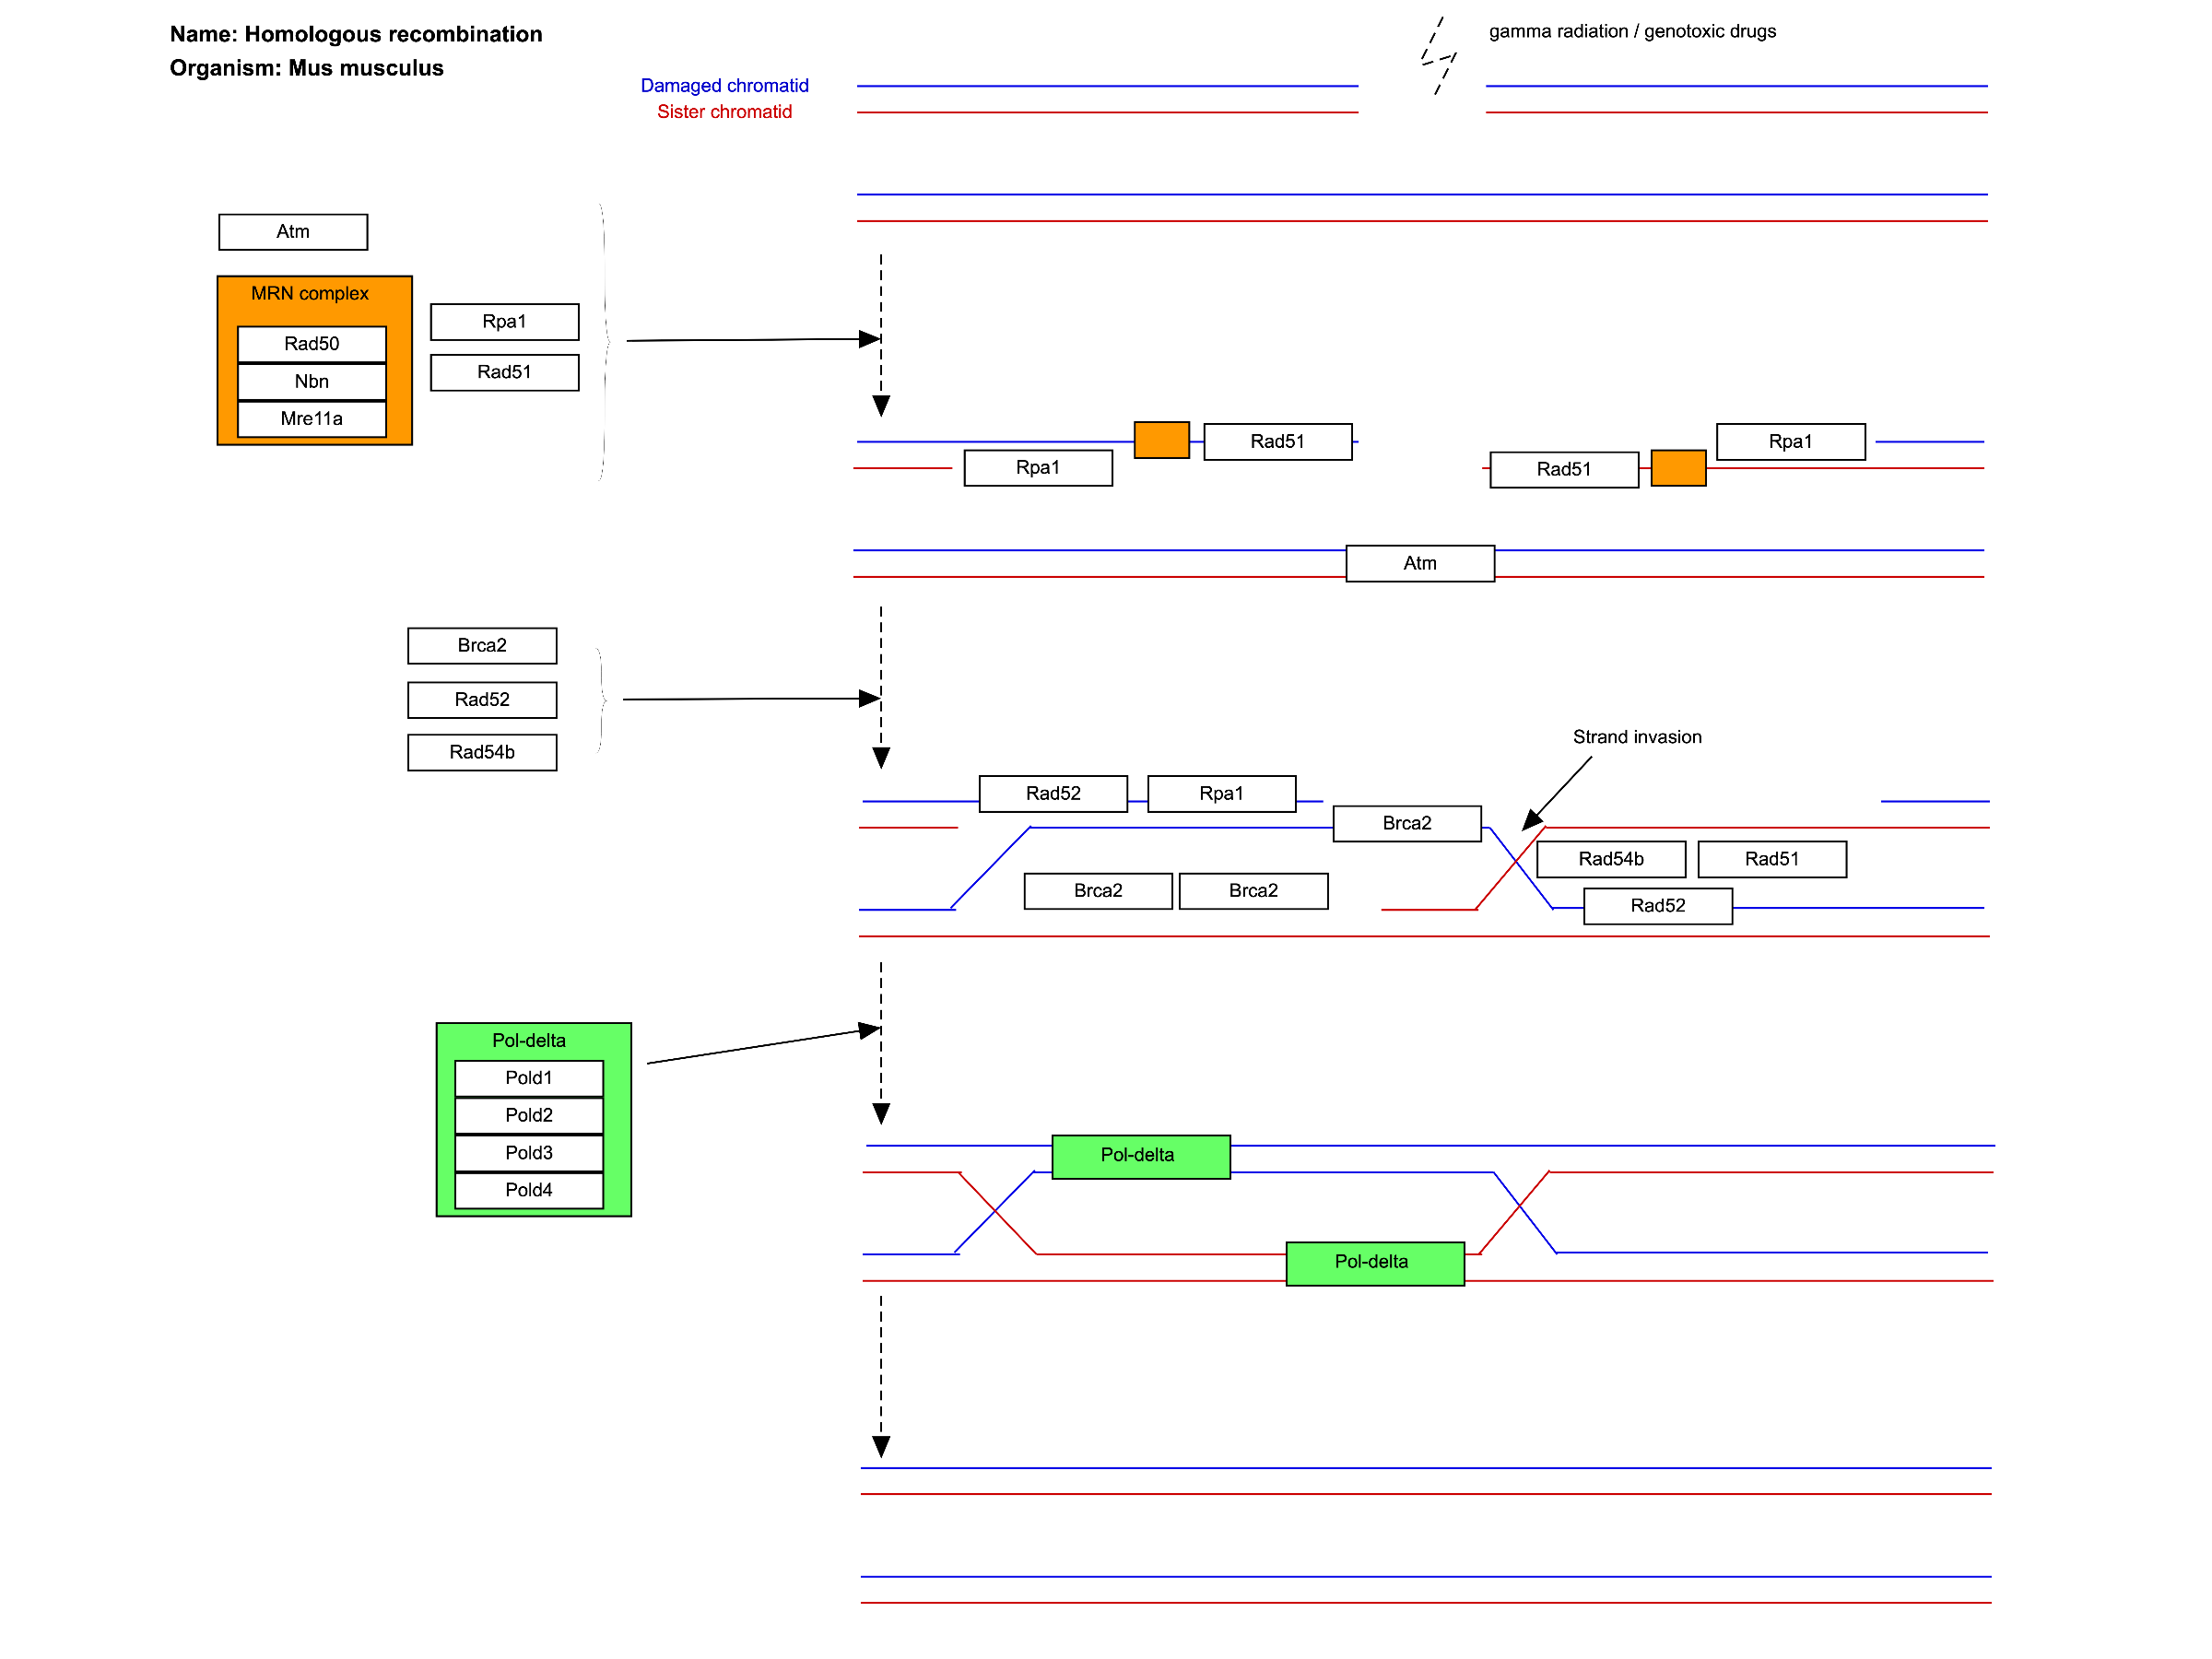 Name: Homologous recombination
Organism: Mus musculus
gamma radiation / genotoxic drugs
Damaged chromatid
Sister chromatid
Atm
MRN complex
Rad50
Nbn
Mre11a
Rpa1
Rad51
Rad51
Rpa1
Rpa1
Rad51
Atm
Brca2
Rad52
Rad54b
Strand invasion
Rad52
Rpa1
Brca2
Rad54b
Rad51
Brca2
Brca2
Rad52
Pol-delta
Pold1
Pold2
Pold3
Pold4
Pol-delta
Pol-delta